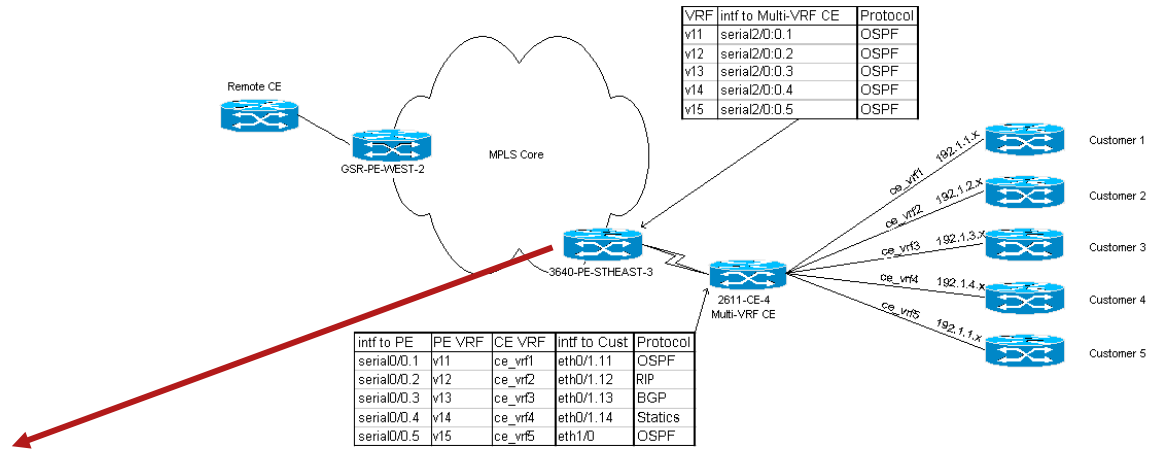 VRF intf to Multi-VRF CE Protocol
v11 serial2/0:0.1 OSPF
v12 serial2/0:0.2 OSPF
v13 serial2/0:0.3 OSPF
v14 serial2/0:0.4 OSPF
v15 serial2/0:0.5 OSPF
Remote CE
GSR-PE-WEST-2
MPLS Core
3640-PE-STHEAST-3
2611-CE-4
Multi-VRF CE
ce_vrf1 192.1.1.x Customer 1
ce_vrf2 192.1.2.x Customer 2
ce_vrf3 192.1.3.x Customer 3
ce_vrf4 192.1.4.x Customer 4
ce_vrf5 192.1.1.x Customer 5
intf to PE PE VRF CE VRF intf to Cust Protocol
serial0/0.1 v11 ce_vrf1 eth0/1.11 OSPF
serial0/0.2 v12 ce_vrf2 eth0/1.12 RIP
serial0/0.3 v13 ce_vrf3 eth0/1.13 BGP
serial0/0.4 v14 ce_vrf4 eth0/1.14 Statics
serial0/0.5 v15 ce_vrf5 eth1/0 OSPF